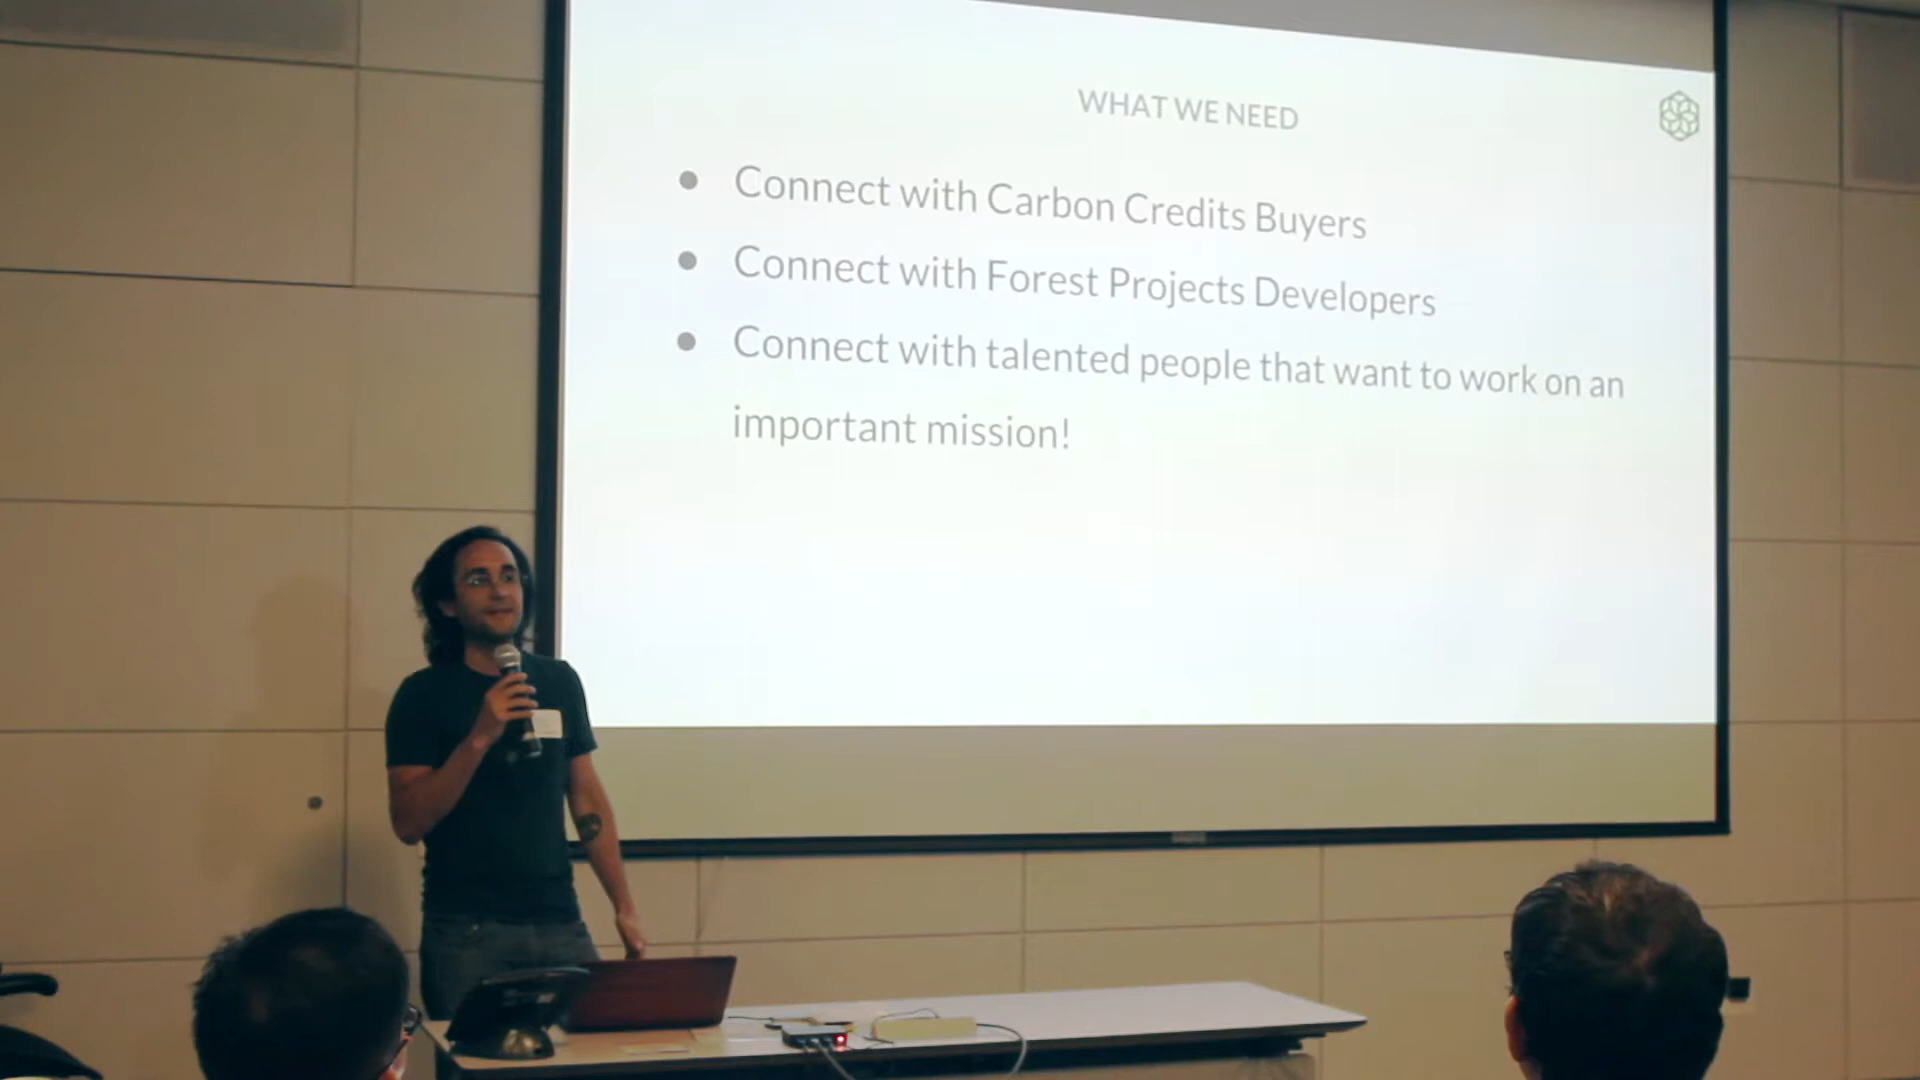 WHAT WE NEED
● Connect with Carbon Credits Buyers
● Connect with Forest Projects Developers
● Connect with talented people that want to work on an
important mission!